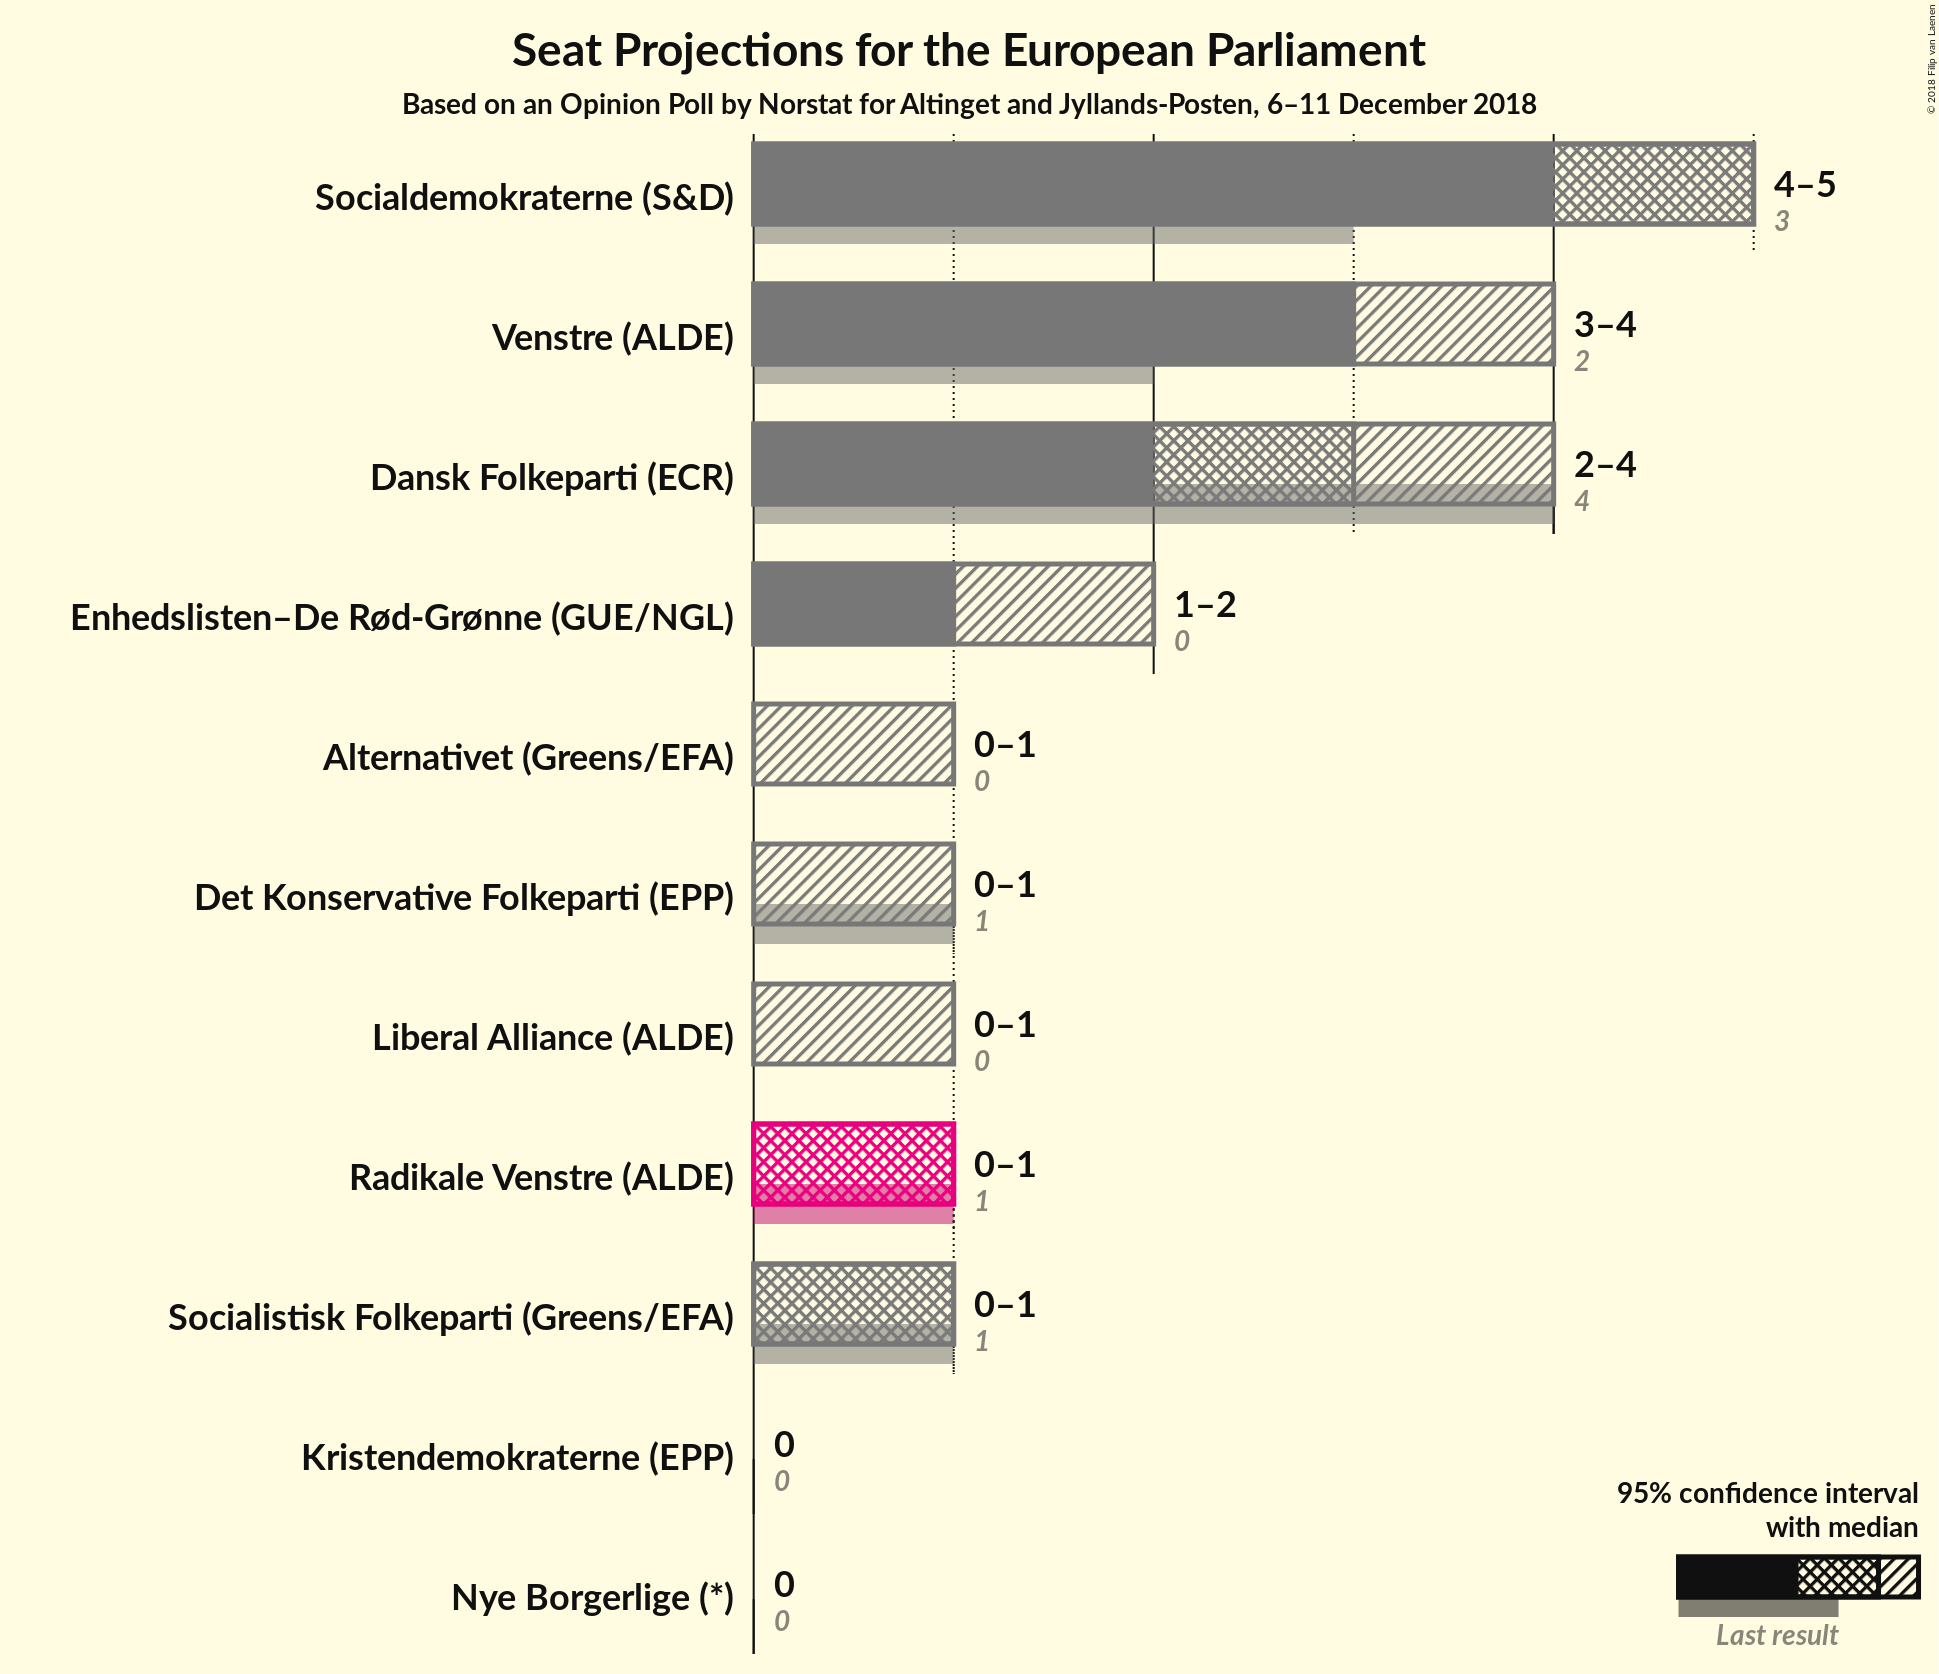 Seat Projections for the European Parliament
Based on an Opinion Poll by Norstat for Altinget and Jyllands-Posten, 6–11 December 2018
© 2018 Filip van Laenen
Socialdemokraterne (S&D)
4–5
3
Venstre (ALDE)
3–4
2
Dansk Folkeparti (ECR)
2–4
4
Enhedslisten–De Rød-Grønne (GUE/NGL)
1–2
0
Alternativet (Greens/EFA)
0–1
0
Det Konservative Folkeparti (EPP)
0–1
1
Liberal Alliance (ALDE)
0–1
0
Radikale Venstre (ALDE)
0–1
1
Socialistisk Folkeparti (Greens/EFA)
0–1
1
Kristendemokraterne (EPP)
0
0
Nye Borgerlige (*)
0
0
95% confidence interval
with median
Last result